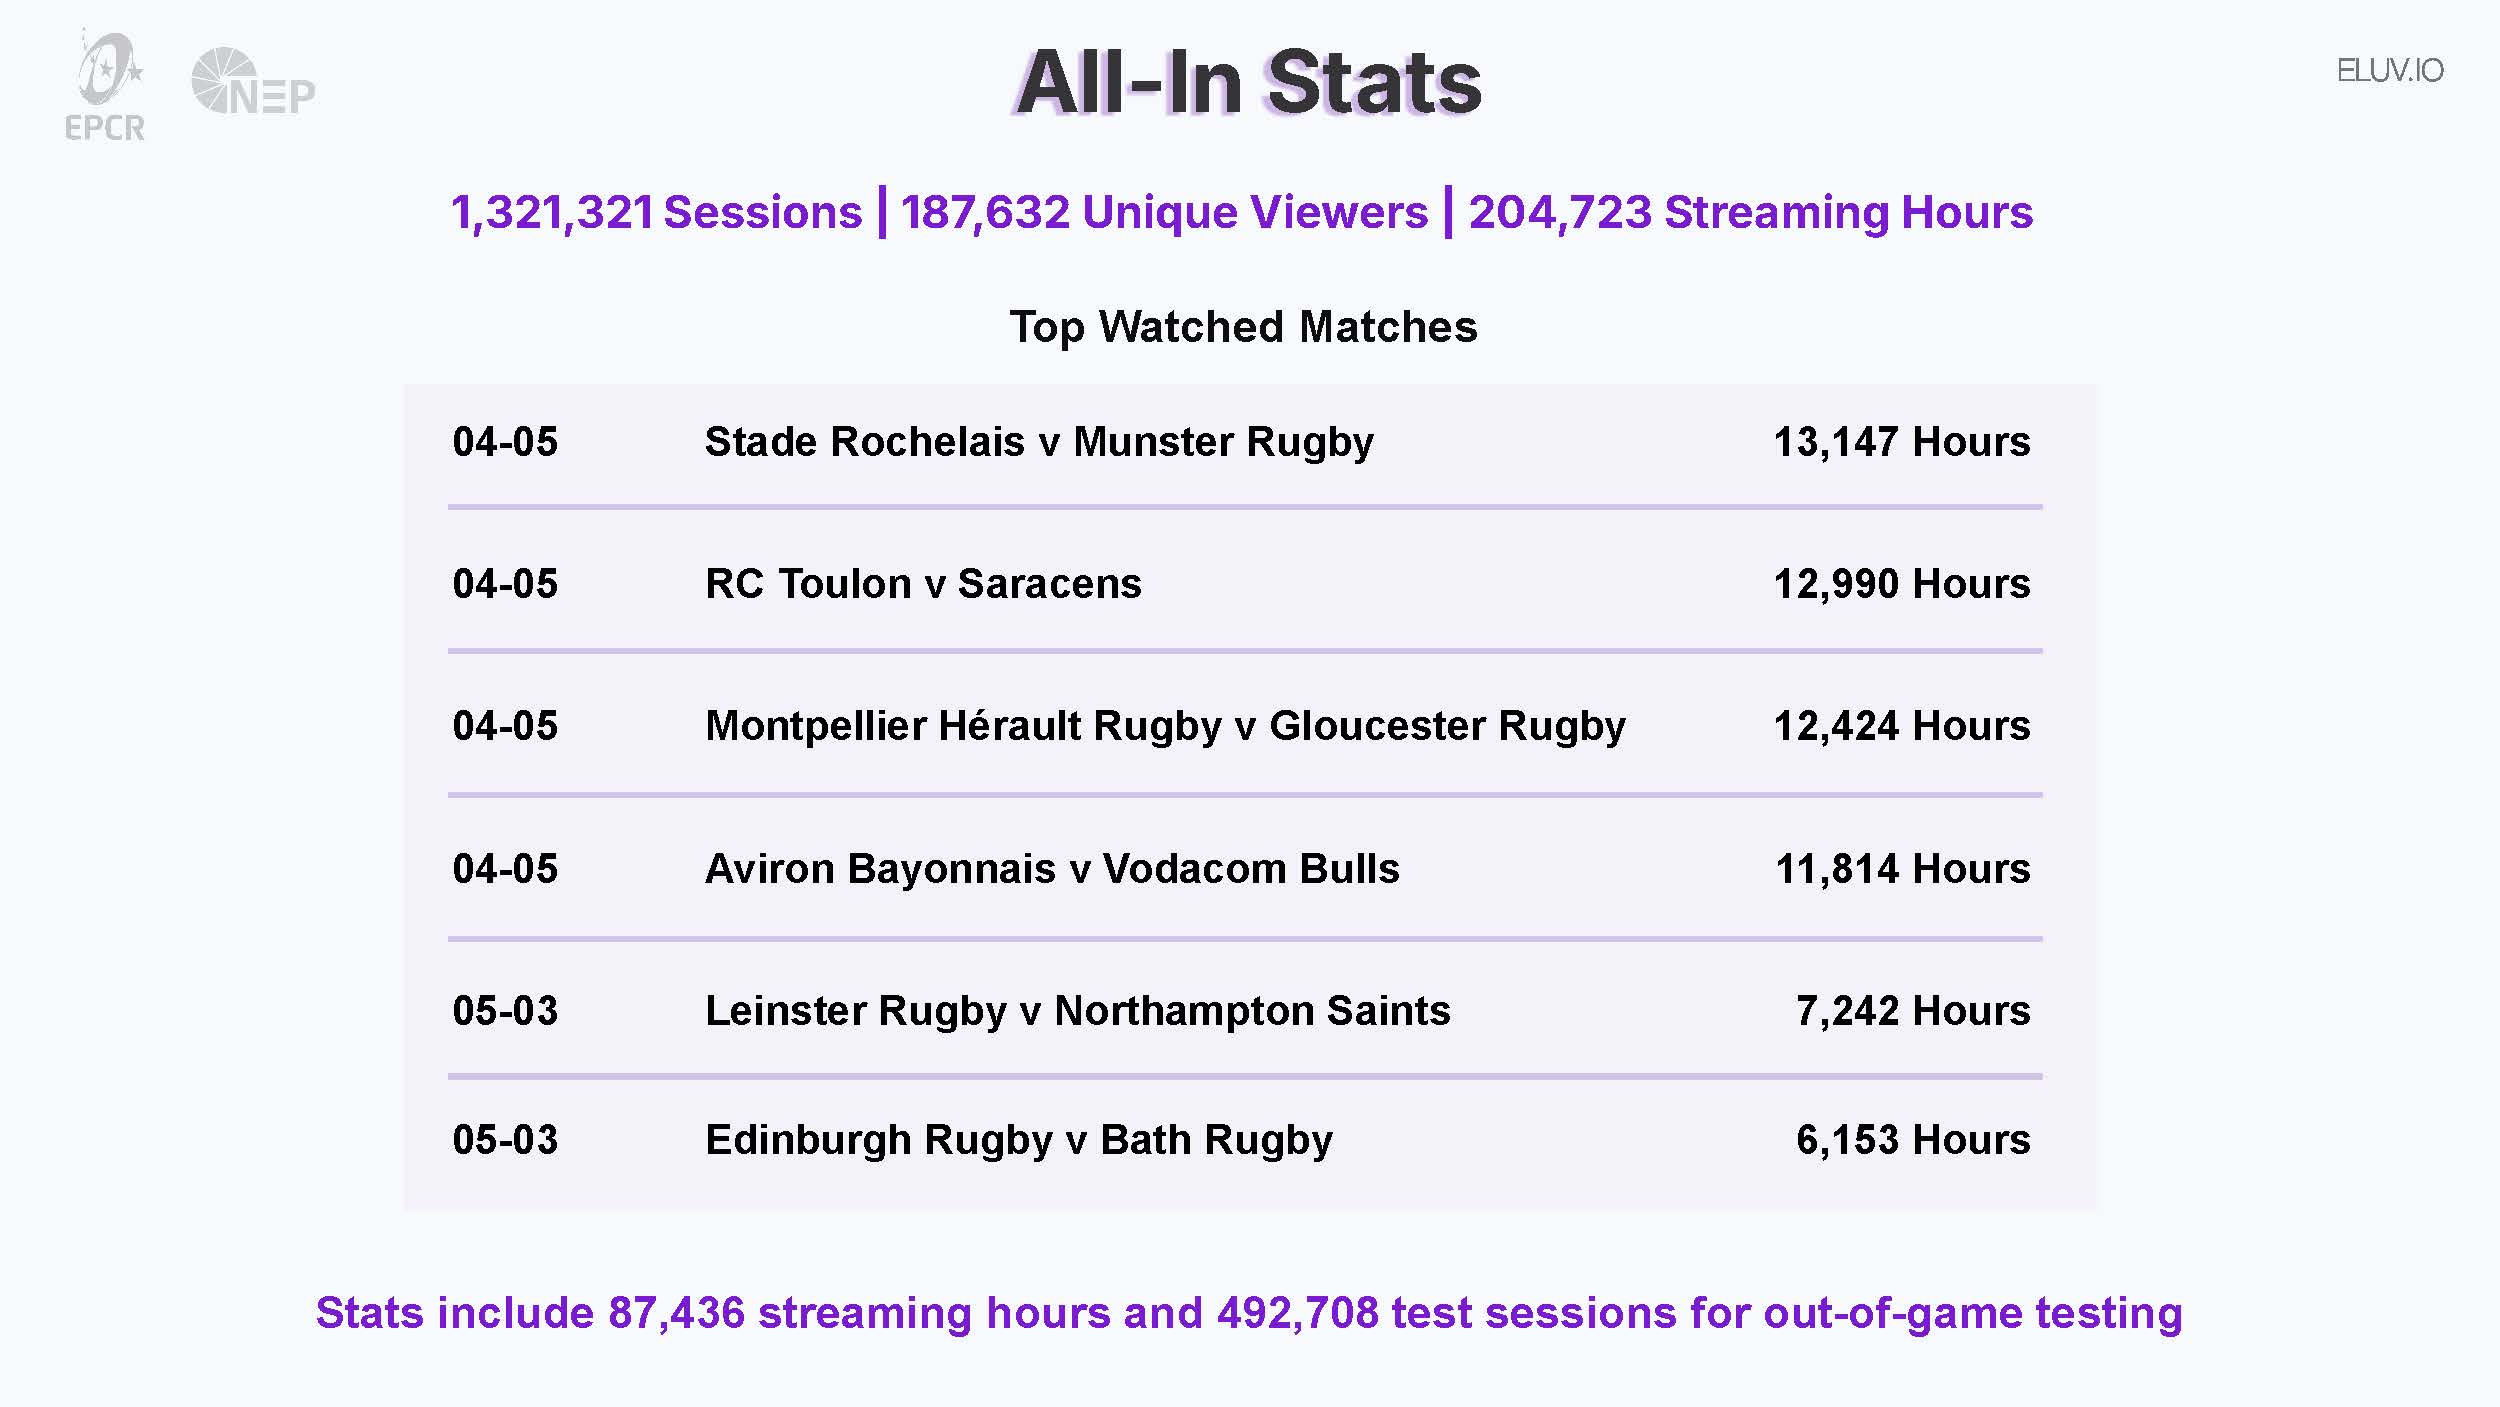 EPCR
NEP
All-In Stats
ELUV.IO
1,321,321 Sessions | 187,632 Unique Viewers | 204,723 Streaming Hours
Top Watched Matches
04-05 Stade Rochelais v Munster Rugby 13,147 Hours
04-05 RC Toulon v Saracens 12,990 Hours
04-05 Montpellier Hérault Rugby v Gloucester Rugby 12,424 Hours
04-05 Aviron Bayonnais v Vodacom Bulls 11,814 Hours
05-03 Leinster Rugby v Northampton Saints 7,242 Hours
05-03 Edinburgh Rugby v Bath Rugby 6,153 Hours
Stats include 87,436 streaming hours and 492,708 test sessions for out-of-game testing